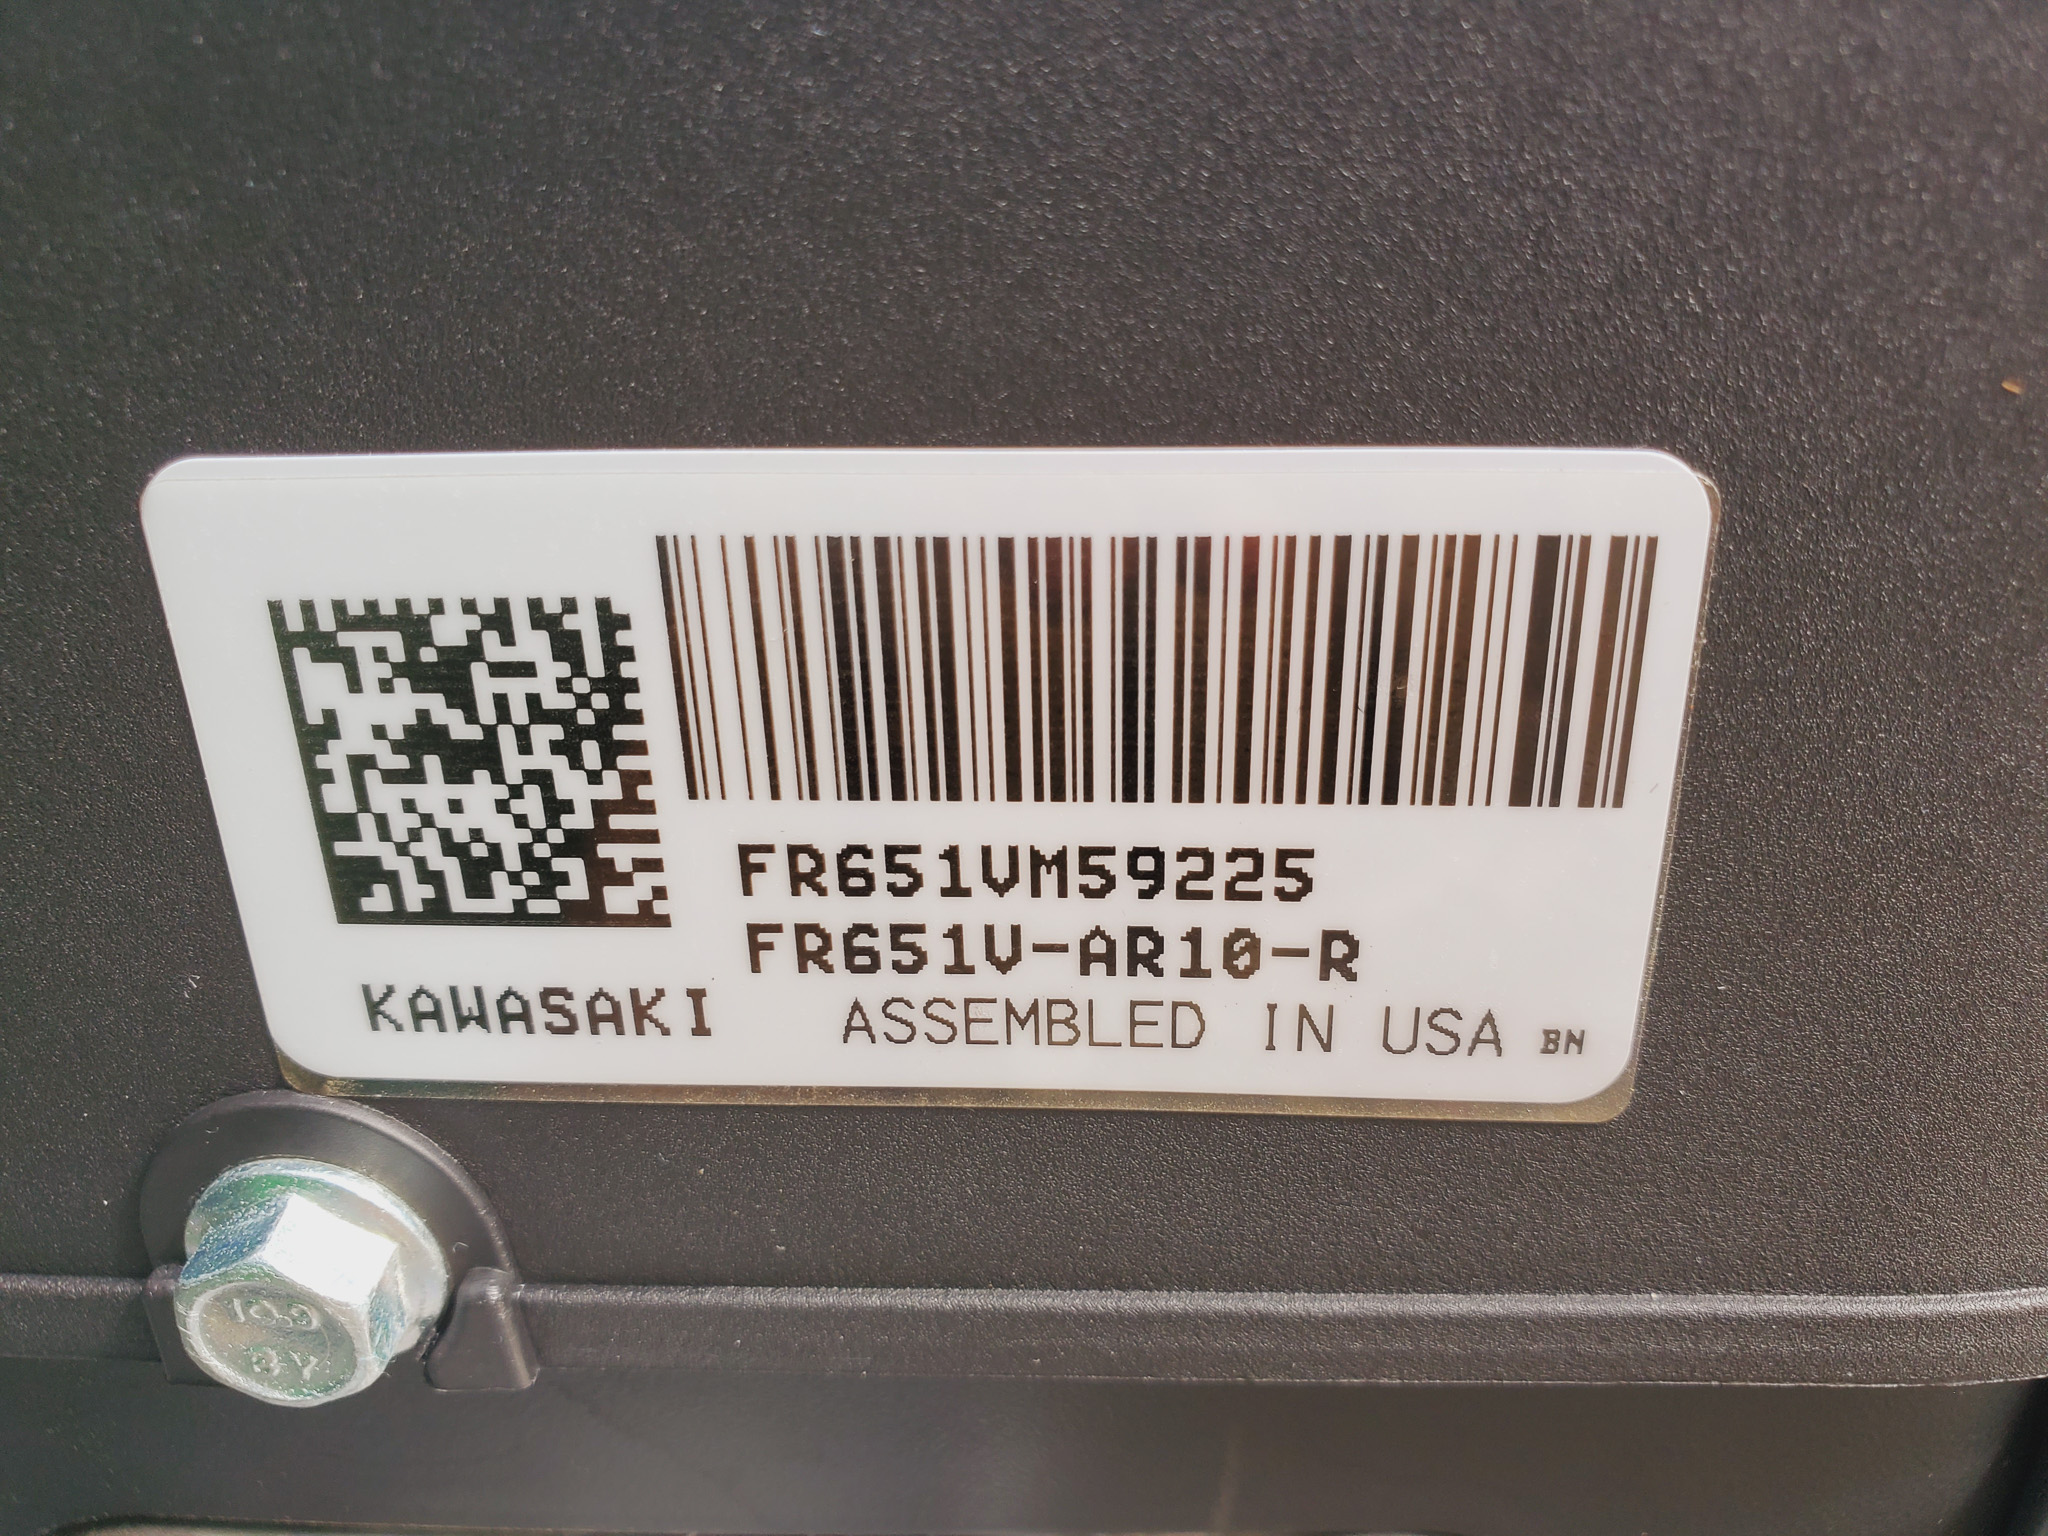 FR651VM59225
FR651V-AR10-R
KAWASAKI ASSEMBLED IN USA BN